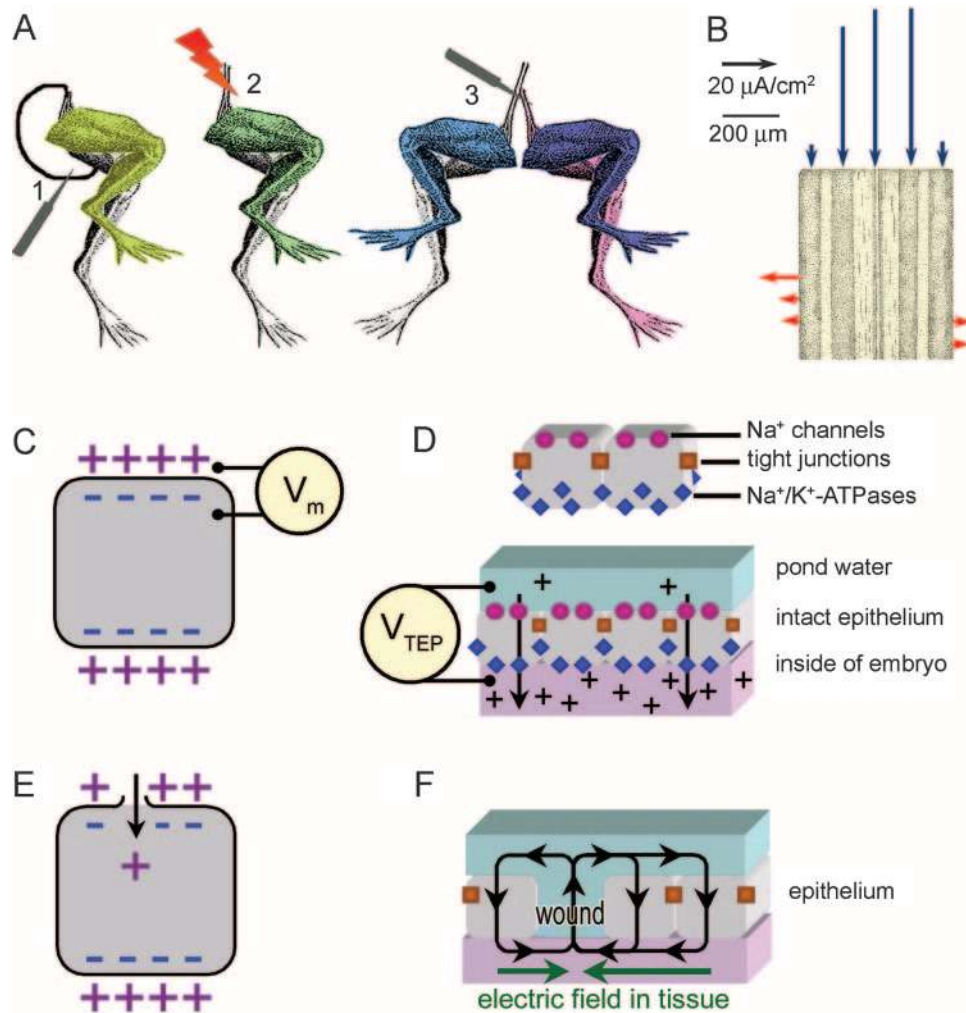 A
1
2
3
B
20 μA/cm²
200 μm
C
++++
V_m
++++
D
Na⁺ channels
tight junctions
Na⁺/K⁺-ATPases
pond water
intact epithelium
inside of embryo
V_TEP
E
F
wound
epithelium
electric field in tissue